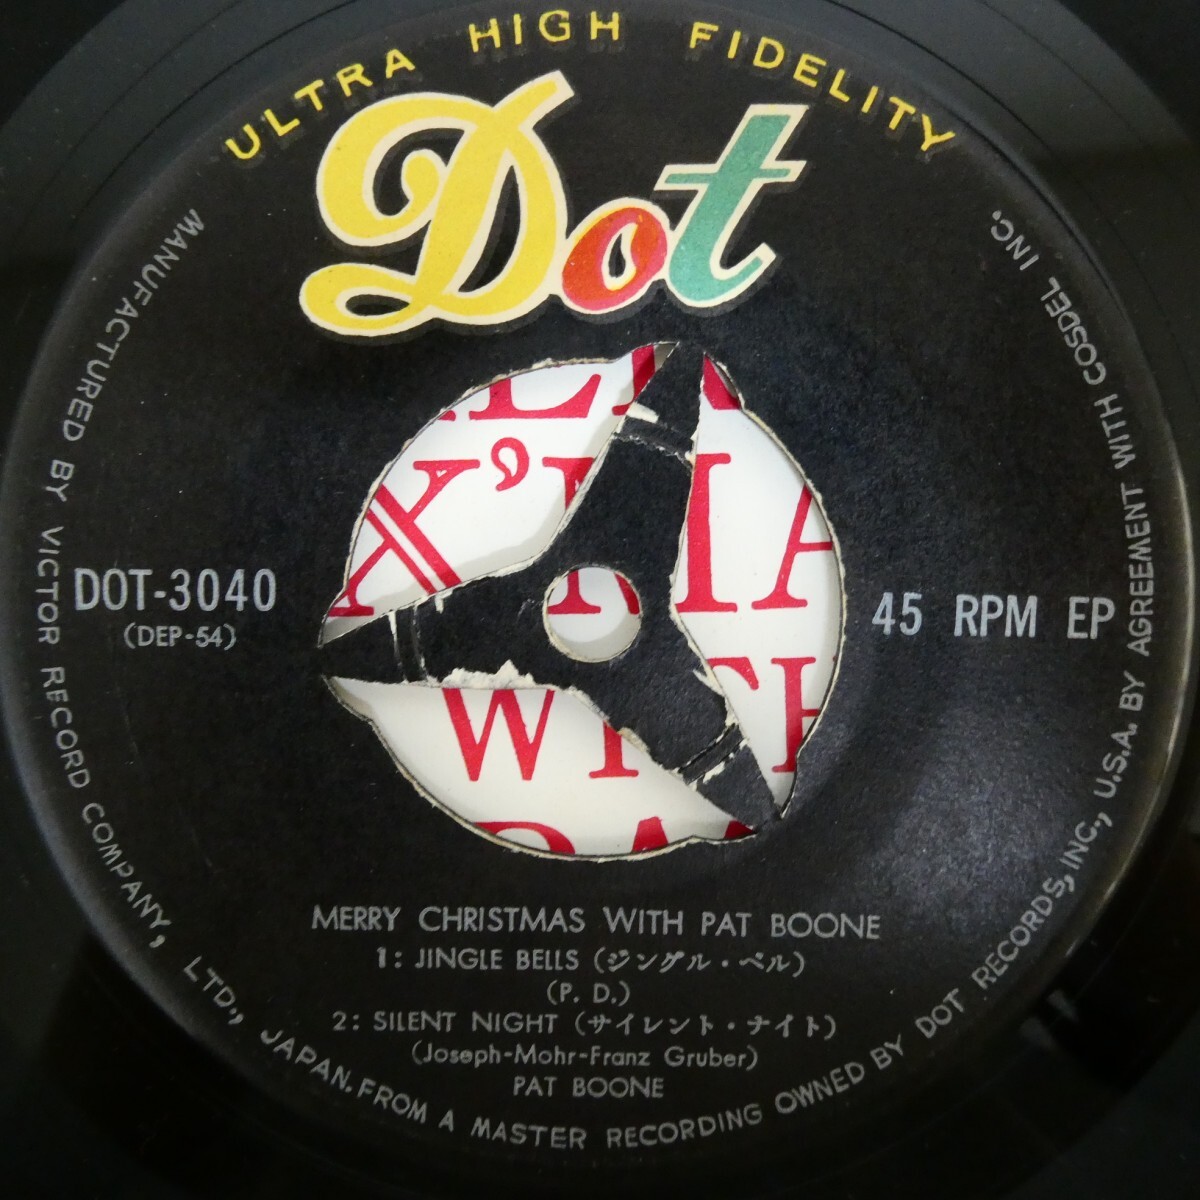 ULTRA HIGH FIDELITY
Dot
X'MA
WITH
DOT-3040
(DEP-54)
45 RPM EP
MERRY CHRISTMAS WITH PAT BOONE
1: JINGLE BELLS (ジングル・ベル)
(P. D.)
2: SILENT NIGHT (サイレント・ナイト)
(Joseph-Mohr-Franz Gruber)
PAT BOONE
MANUFACTURED BY VICTOR RECORD COMPANY, LTD., JAPAN. FROM A MASTER RECORDING OWNED BY DOT RECORDS, INC., U.S.A. BY AGREEMENT WITH COSDEL INC.